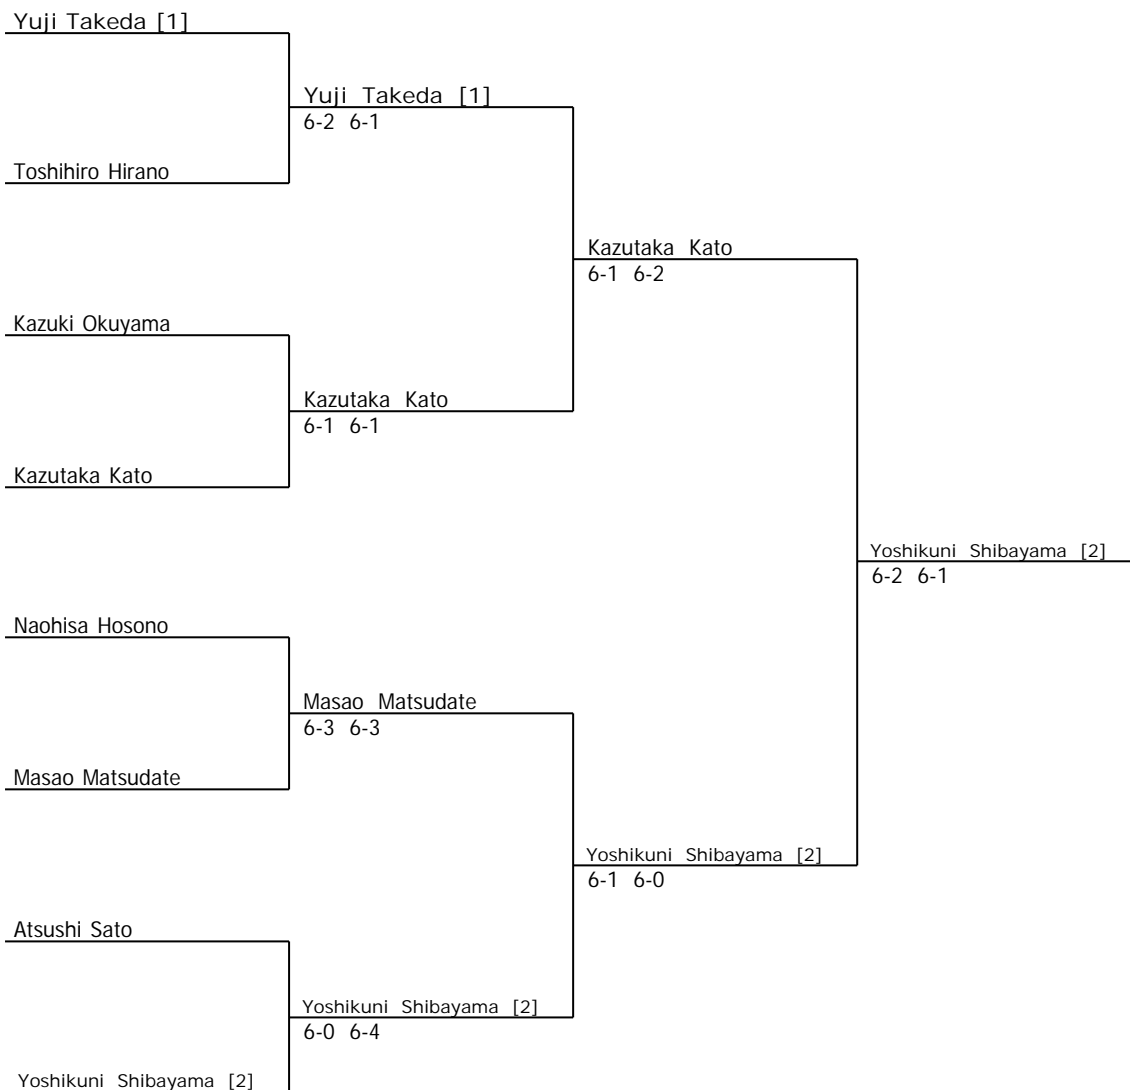 Yuji Takeda [1]
Yuji Takeda [1]
6-2 6-1
Toshihiro Hirano
Kazutaka Kato
6-1 6-2
Kazuki Okuyama
Kazutaka Kato
6-1 6-1
Kazutaka Kato
Yoshikuni Shibayama [2]
6-2 6-1
Naohisa Hosono
Masao Matsudate
6-3 6-3
Masao Matsudate
Yoshikuni Shibayama [2]
6-1 6-0
Atsushi Sato
Yoshikuni Shibayama [2]
6-0 6-4
Yoshikuni Shibayama [2]